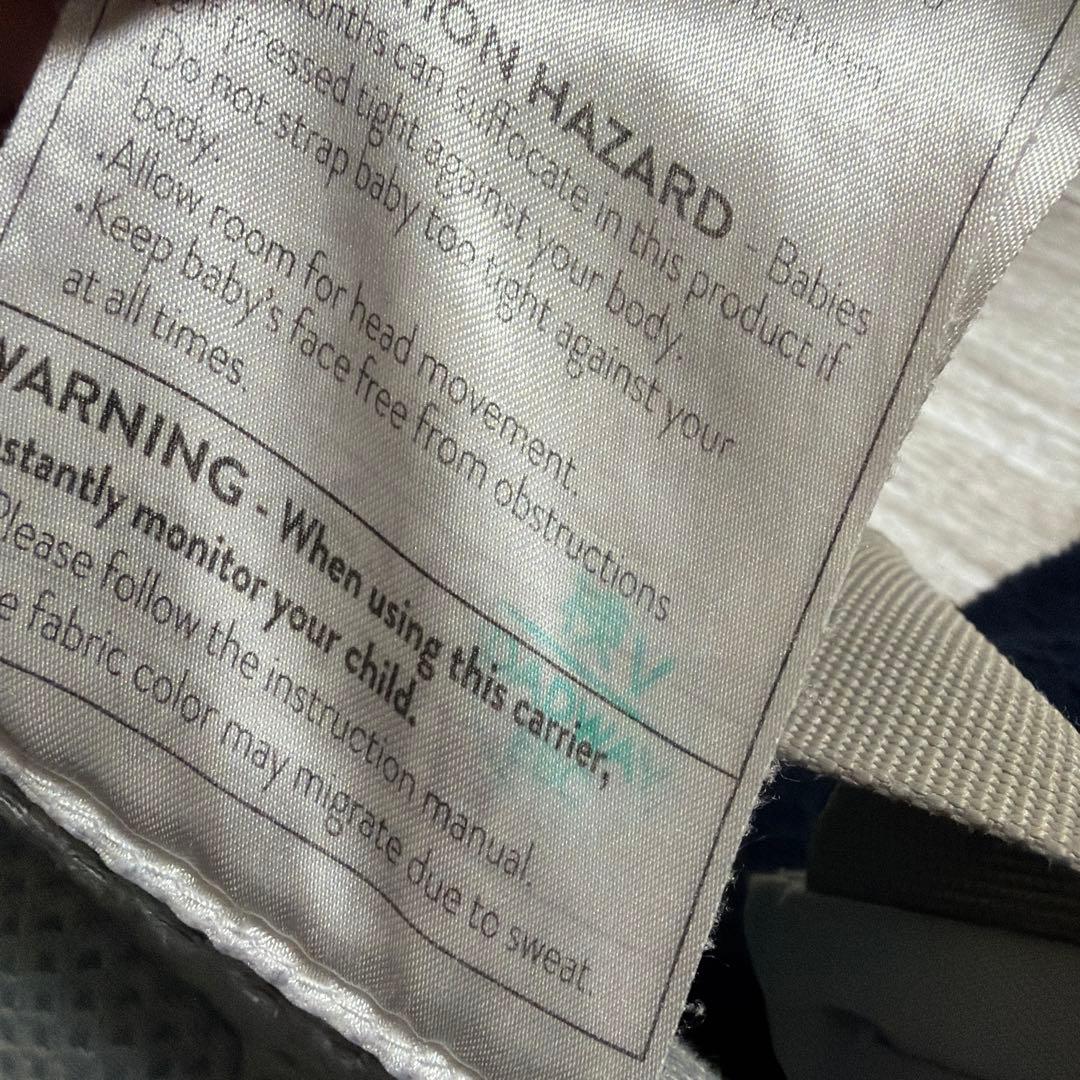 between
TION HAZARD - Babies
months can suffocate in this product if
pressed tight against your body.
•Do not strap baby too tight against your
body.
•Allow room for head movement.
•Keep baby's face free from obstructions
at all times.
WARNING - When using this carrier,
nstantly monitor your child.
Please follow the instruction manual.
e fabric color may migrate due to sweat.